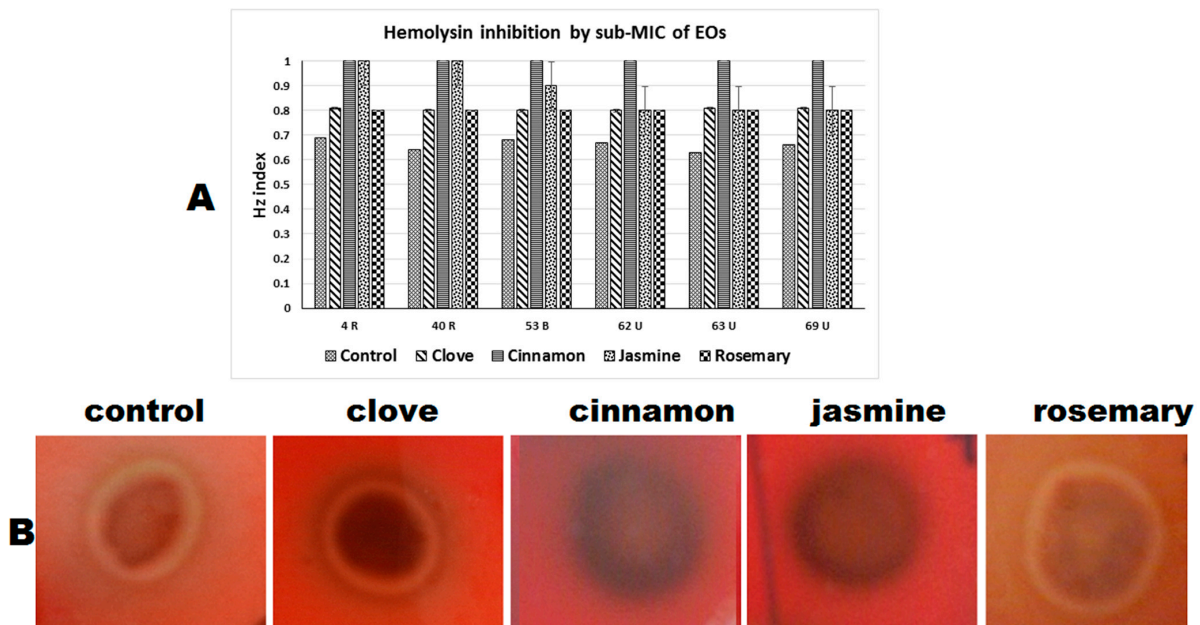 Hemolysin inhibition by sub-MIC of EOs
1
0.9
0.8
0.7
0.6
0.5
0.4
0.3
0.2
0.1
0
Hz index
A
4 R 40 R 53 B 62 U 63 U 69 U
Control Clove Cinnamon Jasmine Rosemary
control clove cinnamon jasmine rosemary
B